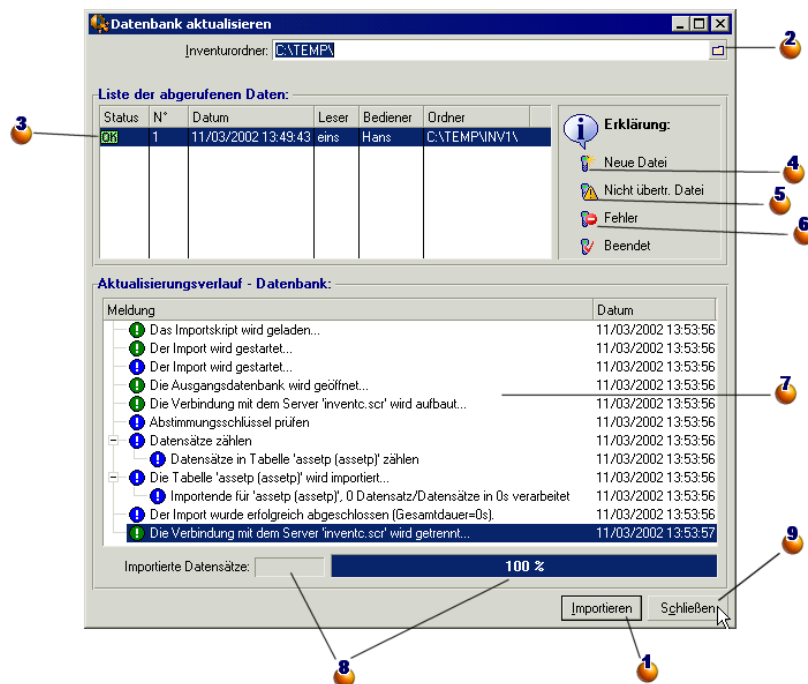 Datenbank aktualisieren
Inventurordner: C:\TEMP\
2
Liste der abgerufenen Daten:
Status N° Datum Leser Bediener Ordner
3
OK 1 11/03/2002 13:49:43 eins Hans C:\TEMP\INV1\
Erklärung:
Neue Datei
4
Nicht übertr. Datei
5
Fehler
6
Beendet
Aktualisierungsverlauf - Datenbank:
Meldung Datum
Das Importskript wird geladen... 11/03/2002 13:53:56
Der Import wird gestartet... 11/03/2002 13:53:56
Der Import wird gestartet... 11/03/2002 13:53:56
Die Ausgangsdatenbank wird geöffnet... 11/03/2002 13:53:56
7
Die Verbindung mit dem Server 'inventc.scr' wird aufbaut... 11/03/2002 13:53:56
Abstimmungsschlüssel prüfen 11/03/2002 13:53:56
Datensätze zählen 11/03/2002 13:53:56
Datensätze in Tabelle 'assetp (assetp)' zählen 11/03/2002 13:53:56
Die Tabelle 'assetp (assetp)' wird importiert... 11/03/2002 13:53:56
Importende für 'assetp (assetp)', 0 Datensatz/Datensätze in 0s verarbeitet 11/03/2002 13:53:56
Der Import wurde erfolgreich abgeschlossen (Gesamtdauer=0s). 11/03/2002 13:53:56
Die Verbindung mit dem Server 'inventc.scr' wird getrennt... 11/03/2002 13:53:57
9
Importierte Datensätze: 100 %
Importieren Schließen
8
1